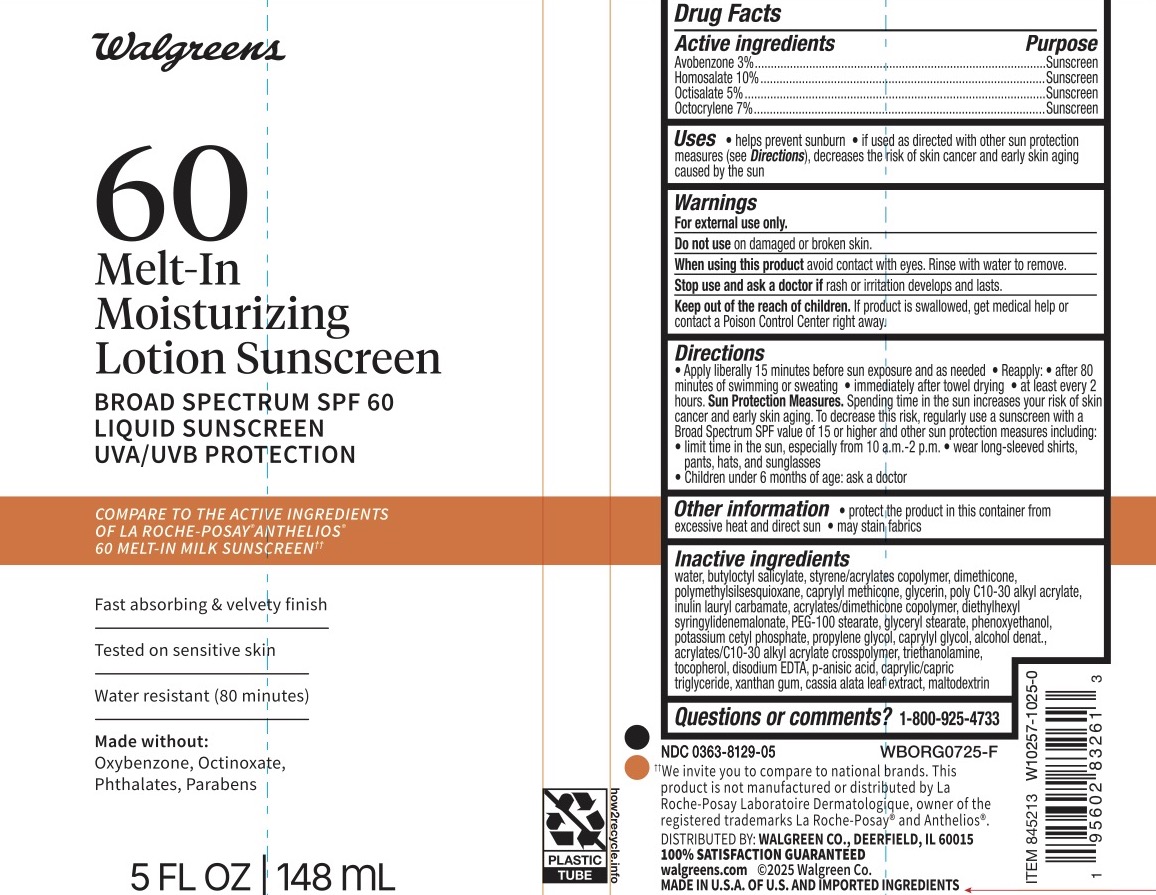 Walgreens
60
Melt-In
Moisturizing
Lotion Sunscreen
BROAD SPECTRUM SPF 60
LIQUID SUNSCREEN
UVA/UVB PROTECTION
COMPARE TO THE ACTIVE INGREDIENTS
OF LA ROCHE-POSAY® ANTHELIOS®
60 MELT-IN MILK SUNSCREEN††
Fast absorbing & velvety finish
Tested on sensitive skin
Water resistant (80 minutes)
Made without:
Oxybenzone, Octinoxate,
Phthalates, Parabens
5 FL OZ | 148 mL
PLASTIC
TUBE
how2recycle.info
Drug Facts
Active ingredients Purpose
Avobenzone 3%..........Sunscreen
Homosalate 10%..........Sunscreen
Octisalate 5%..........Sunscreen
Octocrylene 7%..........Sunscreen
Uses • helps prevent sunburn • if used as directed with other sun protection
measures (see Directions), decreases the risk of skin cancer and early skin aging
caused by the sun
Warnings
For external use only.
Do not use on damaged or broken skin.
When using this product avoid contact with eyes. Rinse with water to remove.
Stop use and ask a doctor if rash or irritation develops and lasts.
Keep out of the reach of children. If product is swallowed, get medical help or
contact a Poison Control Center right away.
Directions
• Apply liberally 15 minutes before sun exposure and as needed • Reapply: • after 80
minutes of swimming or sweating • immediately after towel drying • at least every 2
hours. Sun Protection Measures. Spending time in the sun increases your risk of skin
cancer and early skin aging. To decrease this risk, regularly use a sunscreen with a
Broad Spectrum SPF value of 15 or higher and other sun protection measures including:
• limit time in the sun, especially from 10 a.m.-2 p.m. • wear long-sleeved shirts,
pants, hats, and sunglasses
• Children under 6 months of age: ask a doctor
Other information • protect the product in this container from
excessive heat and direct sun • may stain fabrics
Inactive ingredients
water, butyloctyl salicylate, styrene/acrylates copolymer, dimethicone,
polymethylsilsesquioxane, caprylyl methicone, glycerin, poly C10-30 alkyl acrylate,
inulin lauryl carbamate, acrylates/dimethicone copolymer, diethylhexyl
syringylidenemalonate, PEG-100 stearate, glyceryl stearate, phenoxyethanol,
potassium cetyl phosphate, propylene glycol, caprylyl glycol, alcohol denat.,
acrylates/C10-30 alkyl acrylate crosspolymer, triethanolamine,
tocopherol, disodium EDTA, p-anisic acid, caprylic/capric
triglyceride, xanthan gum, cassia alata leaf extract, maltodextrin
Questions or comments? 1-800-925-4733
NDC 0363-8129-05 WBORG0725-F
††We invite you to compare to national brands. This
product is not manufactured or distributed by La
Roche-Posay Laboratoire Dermatologique, owner of the
registered trademarks La Roche-Posay® and Anthelios®.
DISTRIBUTED BY: WALGREEN CO., DEERFIELD, IL 60015
100% SATISFACTION GUARANTEED
walgreens.com ©2025 Walgreen Co.
MADE IN U.S.A. OF U.S. AND IMPORTED INGREDIENTS
ITEM 845213 W10257-1025-0
1 95602 83261 3